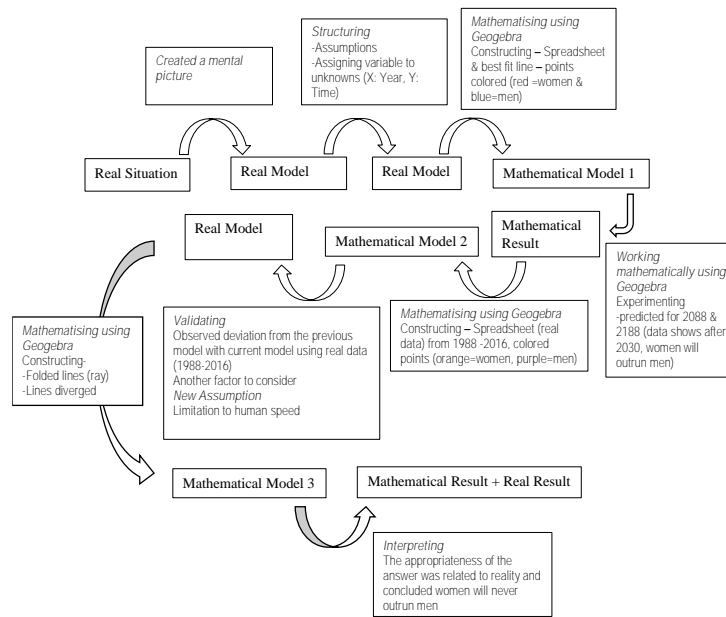 Created a mental
picture
Structuring
-Assumptions
-Assigning variable to
unknowns (X: Year, Y:
Time)
Mathematising using
Geogebra
Constructing – Spreadsheet
& best fit line – points
colored (red =women &
blue=men)
Real Situation
Real Model
Real Model
Mathematical Model 1
Real Model
Mathematical Model 2
Mathematical
Result
Working
mathematically using
Geogebra
Experimenting
-predicted for 2088 &
2188 (data shows after
2030, women will
outrun men)
Mathematising using Geogebra
Constructing – Spreadsheet (real
data) from 1988 -2016, colored
points (orange=women, purple=men)
Validating
Observed deviation from the previous
model with current model using real data
(1988-2016)
Another factor to consider
New Assumption
Limitation to human speed
Mathematising using
Geogebra
Constructing-
-Folded lines (ray)
-Lines diverged
Mathematical Model 3
Mathematical Result + Real Result
Interpreting
The appropriateness of the
answer was related to reality and
concluded women will never
outrun men